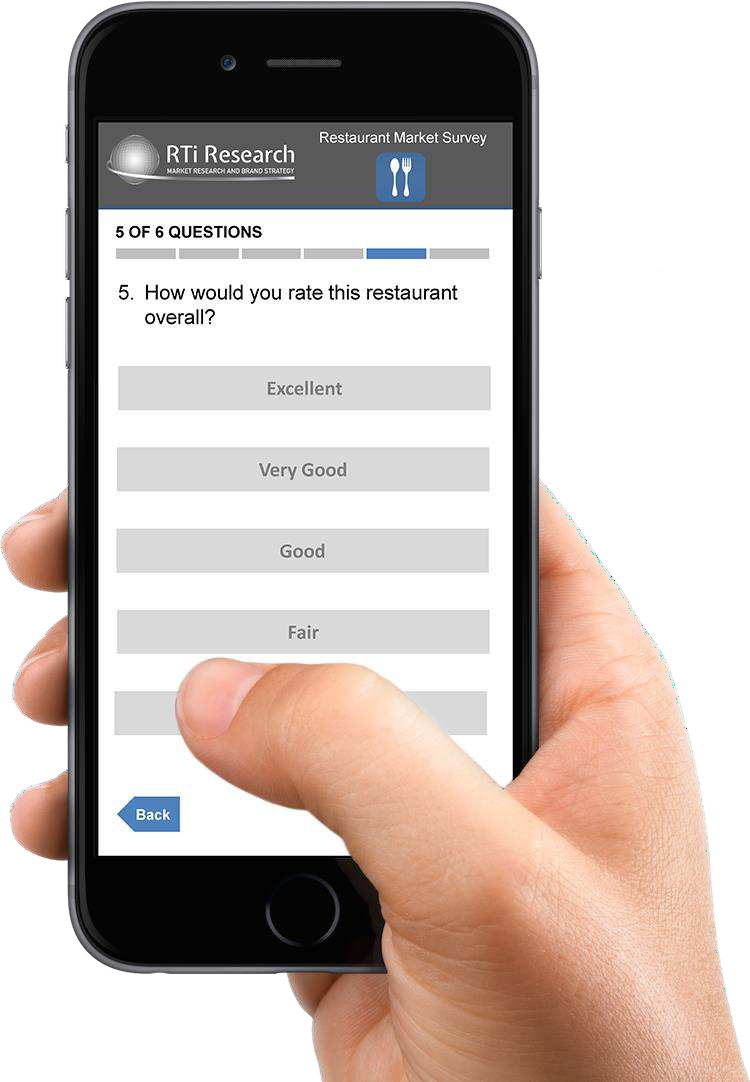 RTi Research
MARKET RESEARCH AND BRAND STRATEGY
Restaurant Market Survey
5 OF 6 QUESTIONS
5. How would you rate this restaurant
overall?
Excellent
Very Good
Good
Fair
Back